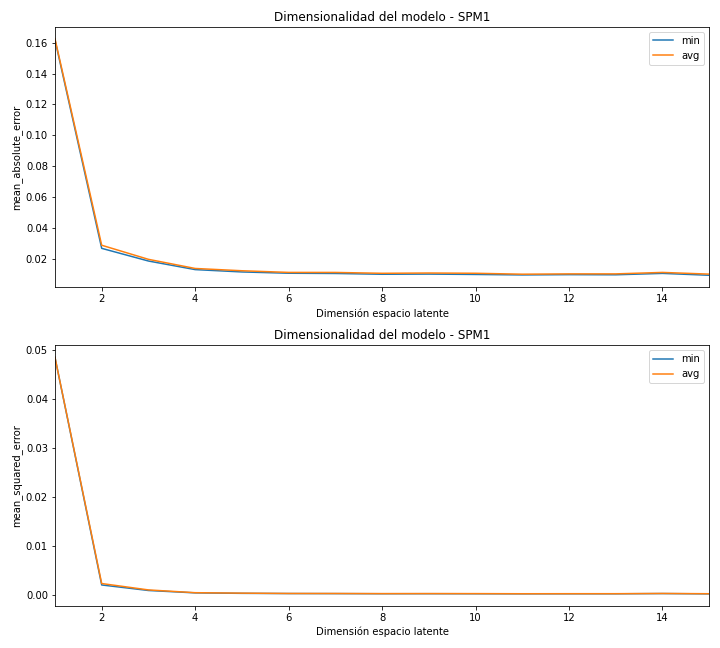 Dimensionalidad del modelo - SPM1
min
avg
mean_absolute_error
0.16
0.14
0.12
0.10
0.08
0.06
0.04
0.02
2 4 6 8 10 12 14
Dimensión espacio latente
Dimensionalidad del modelo - SPM1
min
avg
mean_squared_error
0.05
0.04
0.03
0.02
0.01
0.00
2 4 6 8 10 12 14
Dimensión espacio latente